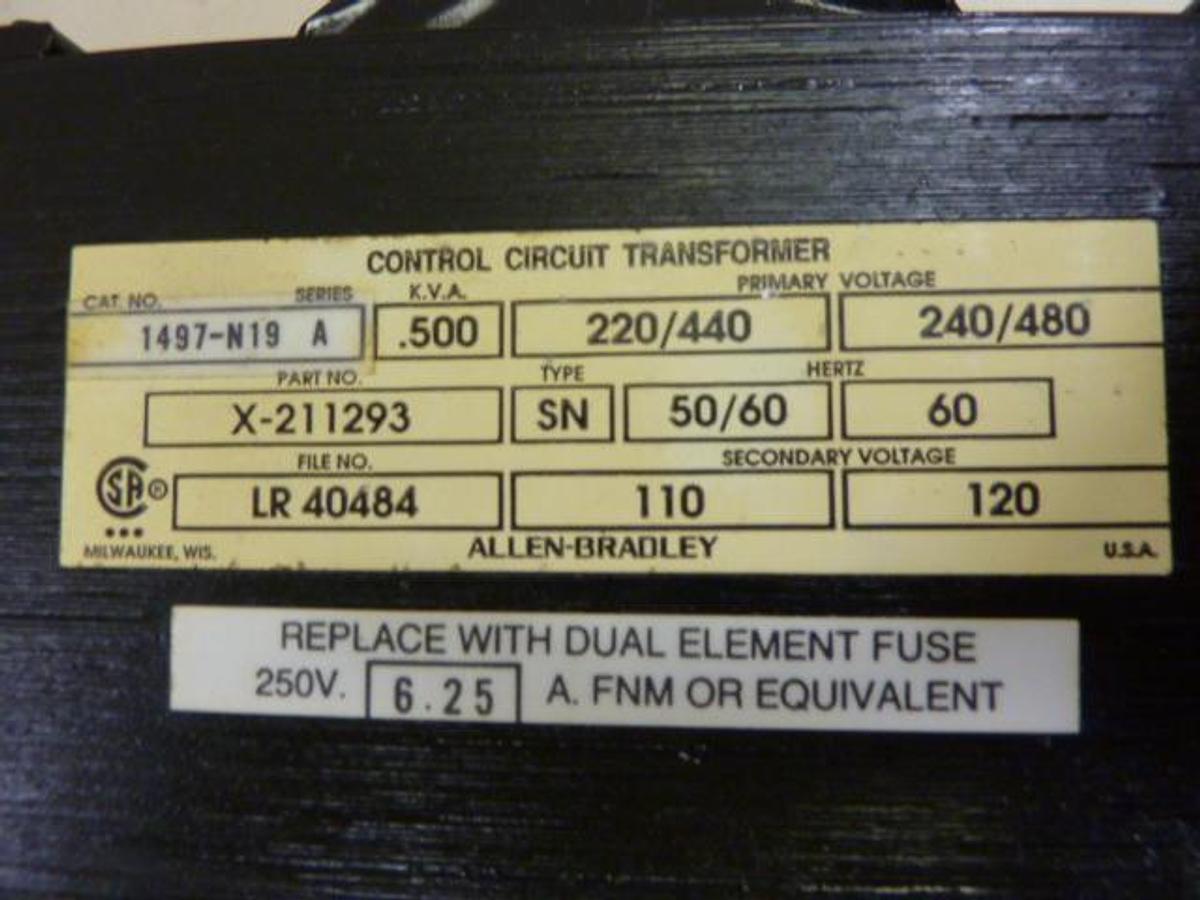 CONTROL CIRCUIT TRANSFORMER
CAT. NO. SERIES K.V.A. PRIMARY VOLTAGE
1497-N19 A .500 220/440 240/480
PART NO. TYPE HERTZ
X-211293 SN 50/60 60
FILE NO. SECONDARY VOLTAGE
SA ® LR 40484 110 120
MILWAUKEE, WIS. ALLEN-BRADLEY U.S.A.
REPLACE WITH DUAL ELEMENT FUSE
250V. 6.25 A. FNM OR EQUIVALENT